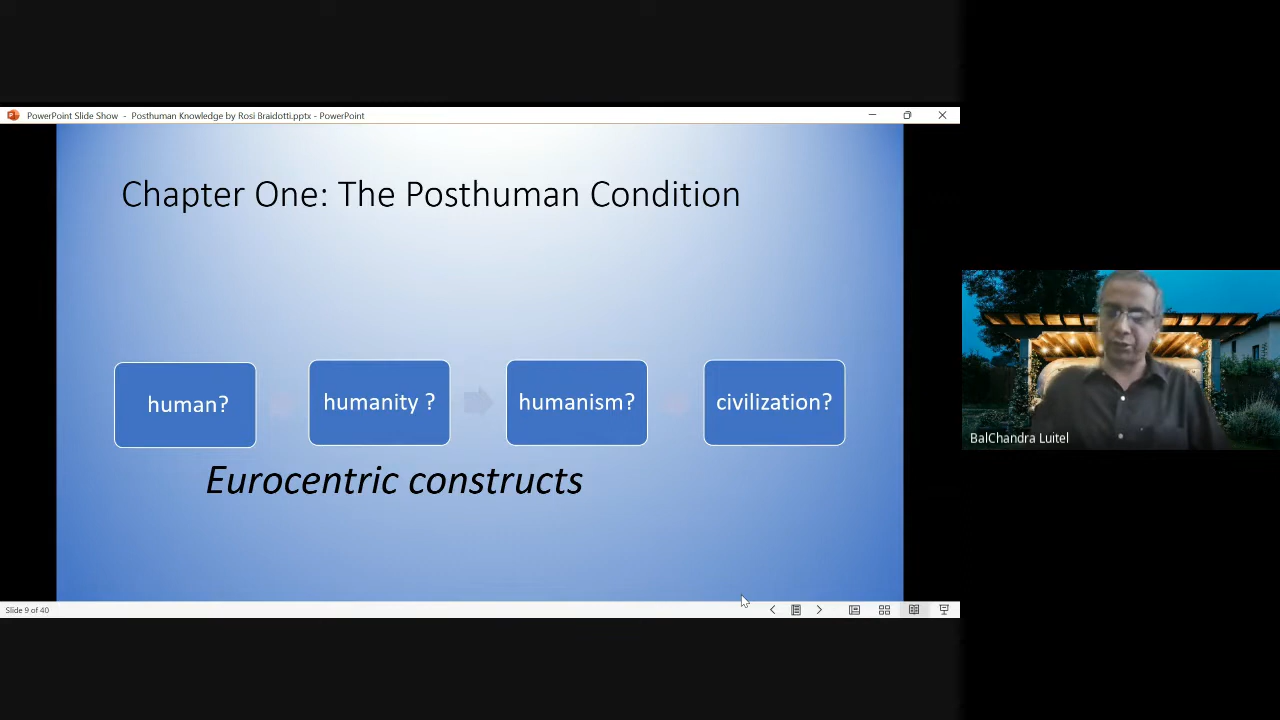 PowerPoint Slide Show - Posthuman Knowledge by Rosi Braidotti.pptx - PowerPoint
Chapter One: The Posthuman Condition
human?
humanity ?
humanism?
civilization?
Eurocentric constructs
BalChandra Luitel
Slide 9 of 40